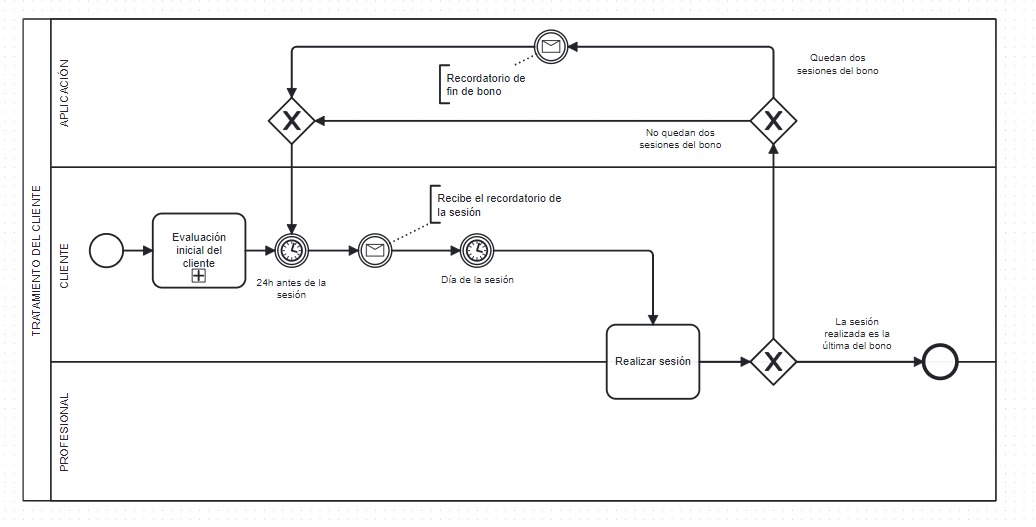 TRATAMIENTO DEL CLIENTE
APLICACIÓN
Recordatorio de
fin de bono
Quedan dos
sesiones del bono
No quedan dos
sesiones del bono
CLIENTE
Evaluación
inicial del
cliente
24h antes de la
sesión
Recibe el recordatorio de
la sesión
Día de la sesión
Realizar sesión
La sesión
realizada es la
última del bono
PROFESIONAL